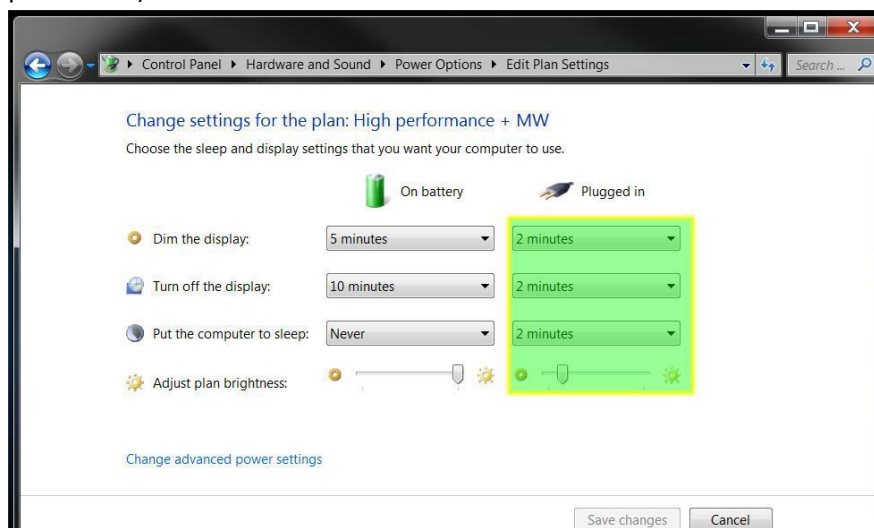 Control Panel ▸ Hardware and Sound ▸ Power Options ▸ Edit Plan Settings
Search ...
Change settings for the plan: High performance + MW
Choose the sleep and display settings that you want your computer to use.
On battery Plugged in
Dim the display: 5 minutes 2 minutes
Turn off the display: 10 minutes 2 minutes
Put the computer to sleep: Never 2 minutes
Adjust plan brightness:
Change advanced power settings
Save changes Cancel